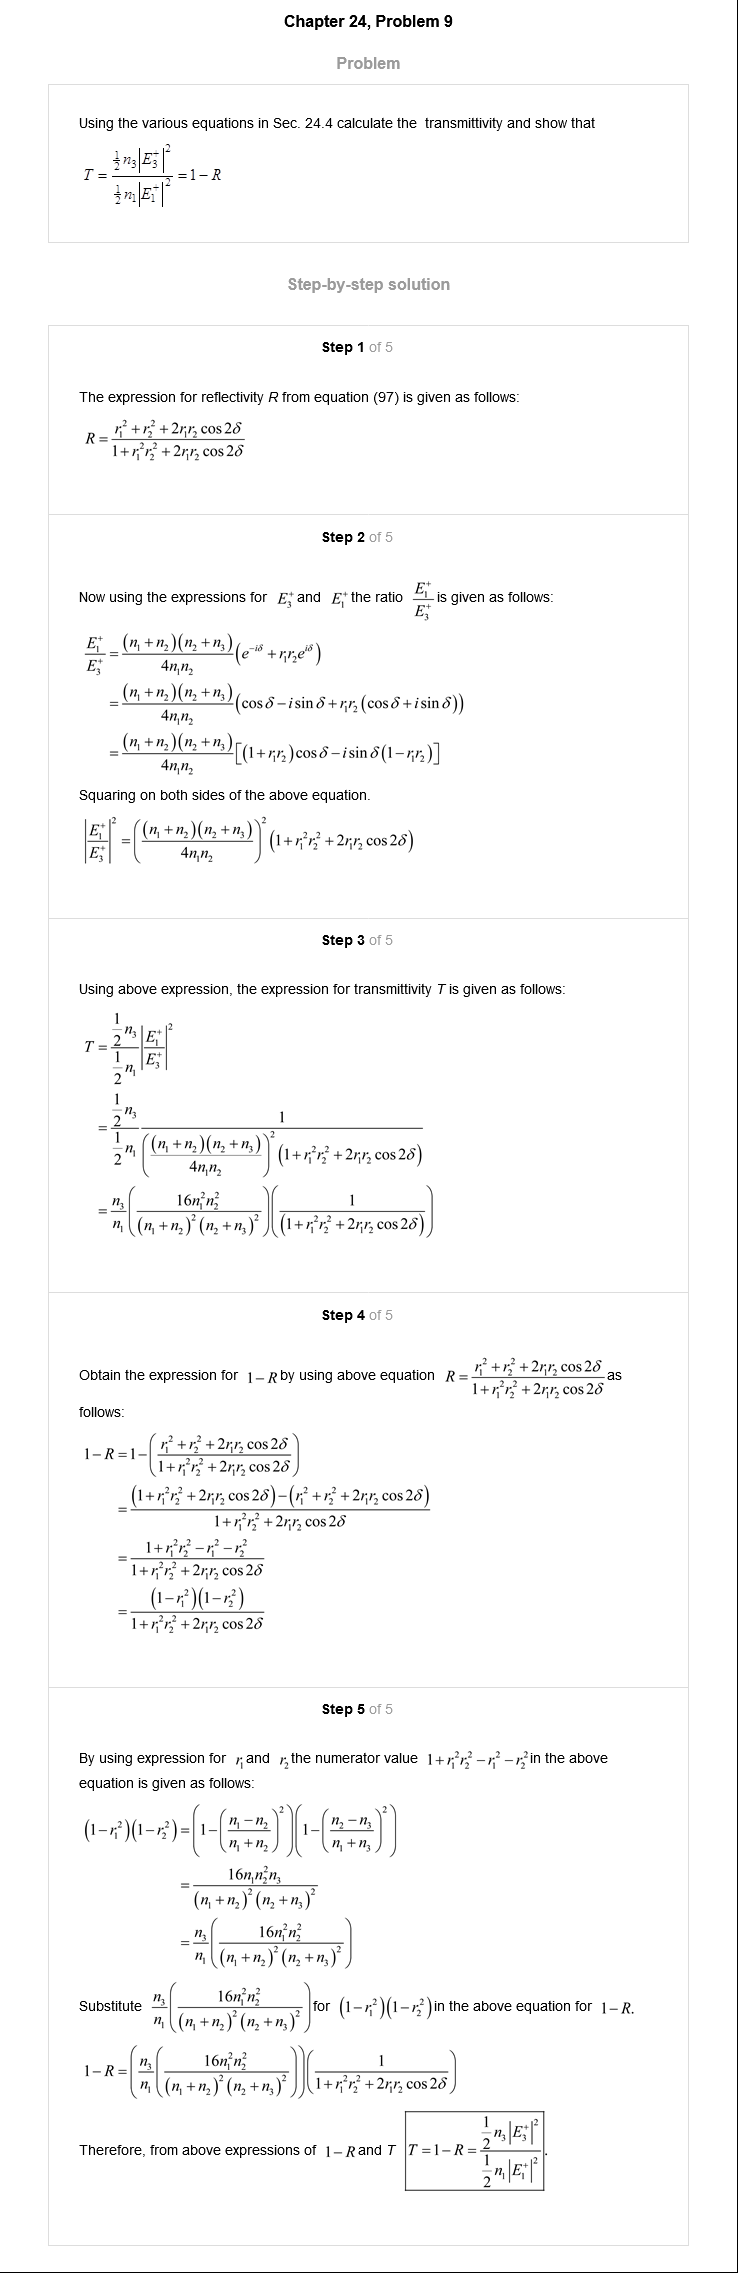 Chapter 24, Problem 9
Problem
Using the various equations in Sec. 24.4 calculate the transmittivity and show that
T = \frac{\frac{1}{2} n_3 |E_3^+|^2}{\frac{1}{2} n_1 |E_1^+|^2} = 1 - R
Step-by-step solution
Step 1 of 5
The expression for reflectivity R from equation (97) is given as follows:
R = \frac{r_1^2 + r_2^2 + 2r_1r_2 \cos 2\delta}{1 + r_1^2r_2^2 + 2r_1r_2 \cos 2\delta}
Step 2 of 5
Now using the expressions for E_3^+ and E_1^+ the ratio \frac{E_1^+}{E_3^+} is given as follows:
\frac{E_1^+}{E_3^+} = \frac{(n_1 + n_2)(n_2 + n_3)}{4n_1n_2} (e^{-i\delta} + r_1r_2e^{i\delta})
= \frac{(n_1 + n_2)(n_2 + n_3)}{4n_1n_2} (\cos\delta - i\sin\delta + r_1r_2(\cos\delta + i\sin\delta))
= \frac{(n_1 + n_2)(n_2 + n_3)}{4n_1n_2} [(1 + r_1r_2)\cos\delta - i\sin\delta(1 - r_1r_2)]
Squaring on both sides of the above equation.
\left|\frac{E_1^+}{E_3^+}\right|^2 = \left(\frac{(n_1 + n_2)(n_2 + n_3)}{4n_1n_2}\right)^2 (1 + r_1^2r_2^2 + 2r_1r_2 \cos 2\delta)
Step 3 of 5
Using above expression, the expression for transmittivity T is given as follows:
T = \frac{\frac{1}{2} n_3}{\frac{1}{2} n_1} \left|\frac{E_1^+}{E_3^+}\right|^2
= \frac{\frac{1}{2} n_3}{\frac{1}{2} n_1} \frac{1}{\left(\frac{(n_1 + n_2)(n_2 + n_3)}{4n_1n_2}\right)^2 (1 + r_1^2r_2^2 + 2r_1r_2 \cos 2\delta)}
= \frac{n_3}{n_1} \left(\frac{16n_1^2n_2^2}{(n_1 + n_2)^2(n_2 + n_3)^2}\right) \left(\frac{1}{(1 + r_1^2r_2^2 + 2r_1r_2 \cos 2\delta)}\right)
Step 4 of 5
Obtain the expression for 1 - R by using above equation R = \frac{r_1^2 + r_2^2 + 2r_1r_2 \cos 2\delta}{1 + r_1^2r_2^2 + 2r_1r_2 \cos 2\delta} as
follows:
1 - R = 1 - \left(\frac{r_1^2 + r_2^2 + 2r_1r_2 \cos 2\delta}{1 + r_1^2r_2^2 + 2r_1r_2 \cos 2\delta}\right)
= \frac{(1 + r_1^2r_2^2 + 2r_1r_2 \cos 2\delta) - (r_1^2 + r_2^2 + 2r_1r_2 \cos 2\delta)}{1 + r_1^2r_2^2 + 2r_1r_2 \cos 2\delta}
= \frac{1 + r_1^2r_2^2 - r_1^2 - r_2^2}{1 + r_1^2r_2^2 + 2r_1r_2 \cos 2\delta}
= \frac{(1 - r_1^2)(1 - r_2^2)}{1 + r_1^2r_2^2 + 2r_1r_2 \cos 2\delta}
Step 5 of 5
By using expression for r_1 and r_2 the numerator value 1 + r_1^2r_2^2 - r_1^2 - r_2^2 in the above
equation is given as follows:
(1 - r_1^2)(1 - r_2^2) = \left(1 - \left(\frac{n_1 - n_2}{n_1 + n_2}\right)^2\right) \left(1 - \left(\frac{n_2 - n_3}{n_1 + n_3}\right)^2\right)
= \frac{16n_1n_2^2n_3}{(n_1 + n_2)^2(n_2 + n_3)^2}
= \frac{n_3}{n_1} \left(\frac{16n_1^2n_2^2}{(n_1 + n_2)^2(n_2 + n_3)^2}\right)
Substitute \frac{n_3}{n_1} \left(\frac{16n_1^2n_2^2}{(n_1 + n_2)^2(n_2 + n_3)^2}\right) for (1 - r_1^2)(1 - r_2^2) in the above equation for 1 - R.
1 - R = \left(\frac{n_3}{n_1} \left(\frac{16n_1^2n_2^2}{(n_1 + n_2)^2(n_2 + n_3)^2}\right)\right) \left(\frac{1}{1 + r_1^2r_2^2 + 2r_1r_2 \cos 2\delta}\right)
Therefore, from above expressions of 1 - R and T T = 1 - R = \frac{\frac{1}{2} n_3 |E_3^+|^2}{\frac{1}{2} n_1 |E_1^+|^2}.